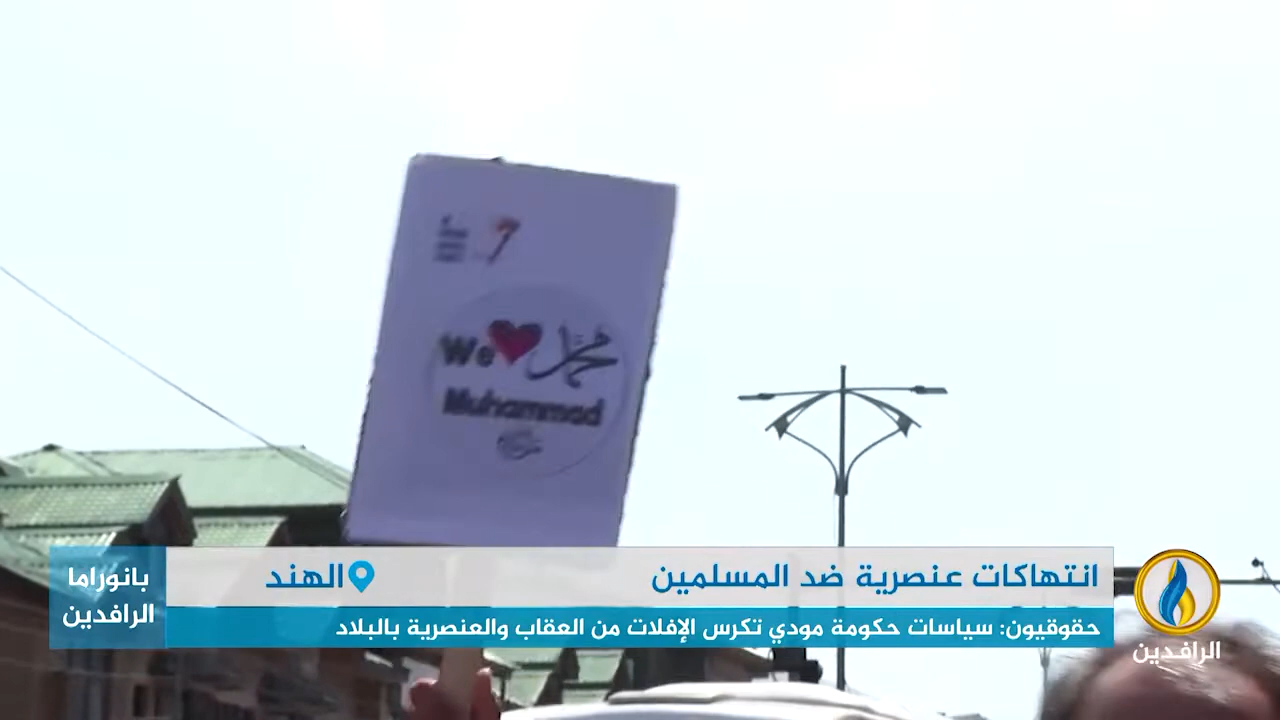 7
We محمد
Muhammad
انتهاكات عنصرية ضد المسلمين
الهند
حقوقيون: سياسات حكومة مودي تكرس الإفلات من العقاب والعنصرية بالبلاد
بانوراما
الرافدين
الرافدين